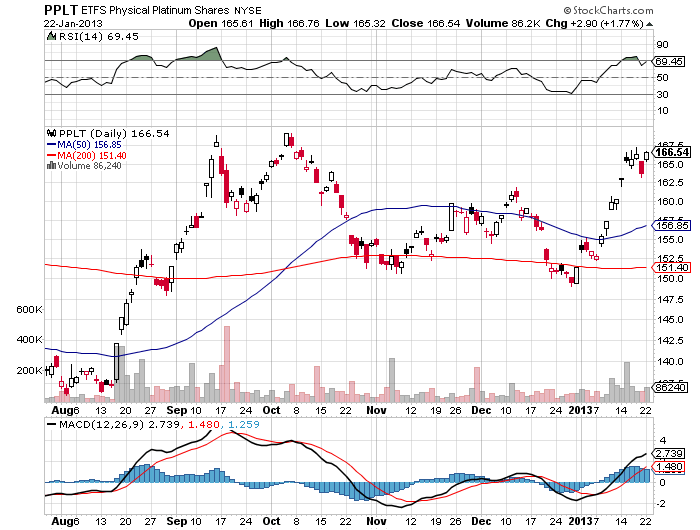 PPLT ETFS Physical Platinum Shares NYSE © StockCharts.com
22-Jan-2013 Open 165.61 High 166.76 Low 165.32 Close 166.54 Volume 86.2K Chg +2.90 (+1.77%)
RSI(14) 69.45
90
69.45
50
30
10
PPLT (Daily) 166.54
MA(50) 156.85
MA(200) 151.40
Volume 86,240
167.5
166.54
165.0
162.5
160.0
156.85
155.0
152.5
151.40
150.0
147.5
145.0
142.5
140.0
86240
600K
400K
200K
Aug 6 13 20 27 Sep 10 17 24 Oct 8 15 22 Nov 5 12 19 26 Dec 10 17 24 2013 7 14 22
MACD(12,26,9) 2.739, 1.480, 1.259
4
2.739
1.480
0
-2
Aug 6 13 20 27 Sep 10 17 24 Oct 8 15 22 Nov 5 12 19 26 Dec 10 17 24 2013 7 14 22